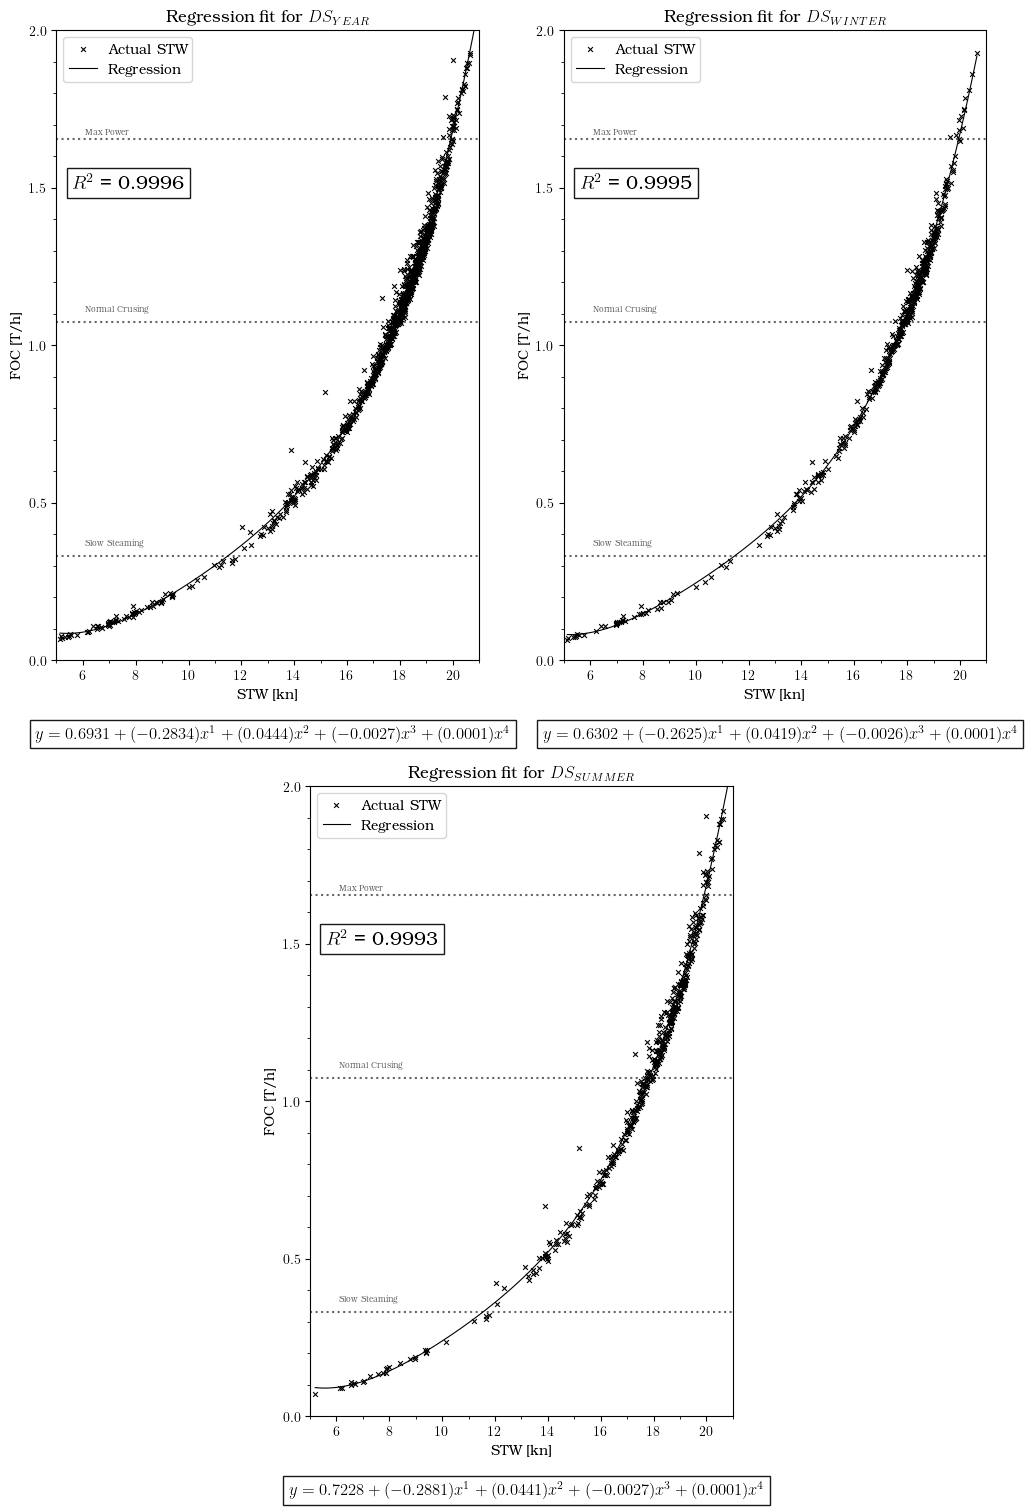 Regression fit for DS_YEAR
2.0
1.5
1.0
0.5
0.0
FOC [T/h]
Actual STW
Regression
Max Power
R² = 0.9996
Normal Crusing
Slow Steaming
6 8 10 12 14 16 18 20
STW [kn]
y = 0.6931 + (−0.2834)x¹ + (0.0444)x² + (−0.0027)x³ + (0.0001)x⁴
Regression fit for DS_WINTER
2.0
1.5
1.0
0.5
0.0
FOC [T/h]
Actual STW
Regression
Max Power
R² = 0.9995
Normal Crusing
Slow Steaming
6 8 10 12 14 16 18 20
STW [kn]
y = 0.6302 + (−0.2625)x¹ + (0.0419)x² + (−0.0026)x³ + (0.0001)x⁴
Regression fit for DS_SUMMER
2.0
1.5
1.0
0.5
0.0
FOC [T/h]
Actual STW
Regression
Max Power
R² = 0.9993
Normal Crusing
Slow Steaming
6 8 10 12 14 16 18 20
STW [kn]
y = 0.7228 + (−0.2881)x¹ + (0.0441)x² + (−0.0027)x³ + (0.0001)x⁴